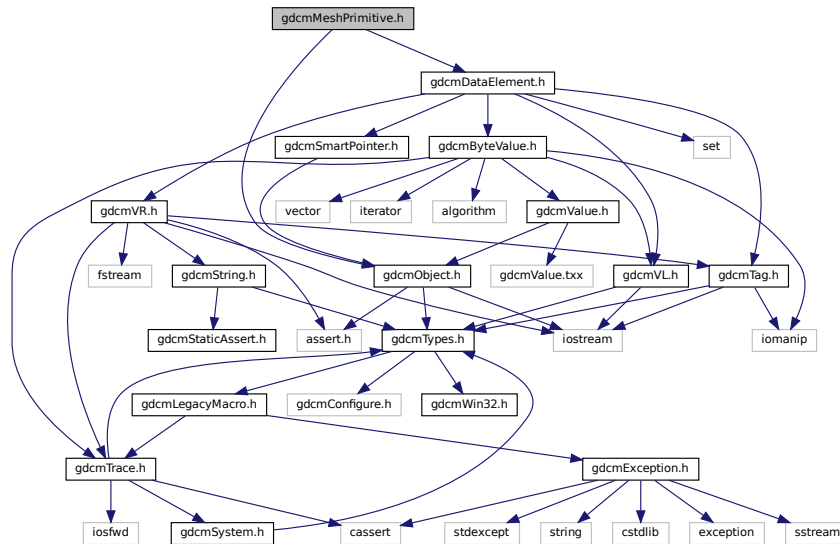 gdcmMeshPrimitive.h
gdcmDataElement.h
gdcmSmartPointer.h
gdcmByteValue.h
set
gdcmVR.h
vector
iterator
algorithm
gdcmValue.h
fstream
gdcmString.h
gdcmObject.h
gdcmValue.txx
gdcmVL.h
gdcmTag.h
gdcmStaticAssert.h
assert.h
gdcmTypes.h
iostream
iomanip
gdcmLegacyMacro.h
gdcmConfigure.h
gdcmWin32.h
gdcmTrace.h
gdcmException.h
iosfwd
gdcmSystem.h
cassert
stdexcept
string
cstdlib
exception
sstream